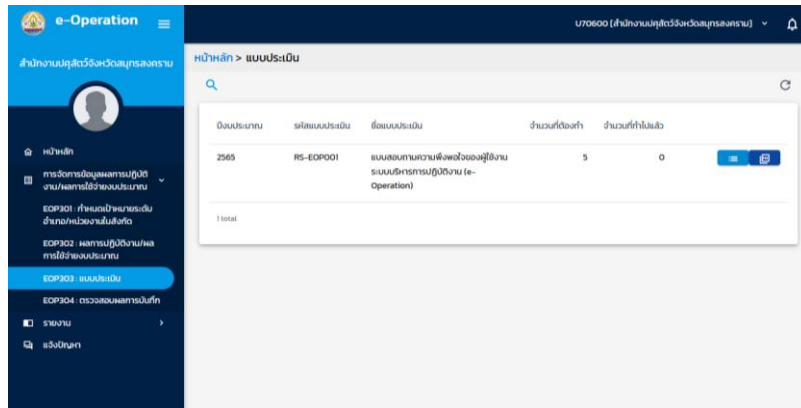 e-Operation
U70600 [สำนักงานปศุสัตว์จังหวัดสมุทรสงคราม]
สำนักงานปศุสัตว์จังหวัดสมุทรสงคราม
หน้าหลัก
การจัดการข้อมูลผลการปฏิบัติ
งาน/ผลการใช้จ่ายงบประมาณ
EOP301 : กำหนดเป้าหมายระดับ
อำเภอ/หน่วยงานในสังกัด
EOP302 : ผลการปฏิบัติงาน/ผล
การใช้จ่ายงบประมาณ
EOP303 : แบบประเมิน
EOP304 : ตรวจสอบผลการบันทึก
รายงาน
แจ้งปัญหา
หน้าหลัก > แบบประเมิน
ปีงบประมาณ รหัสแบบประเมิน ชื่อแบบประเมิน จำนวนที่ต้องทำ จำนวนที่ทำไปแล้ว
2565 RS-EOP001 แบบสอบถามความพึงพอใจของผู้ใช้งาน 5 0
ระบบบริหารการปฏิบัติงาน (e-
Operation)
1 total